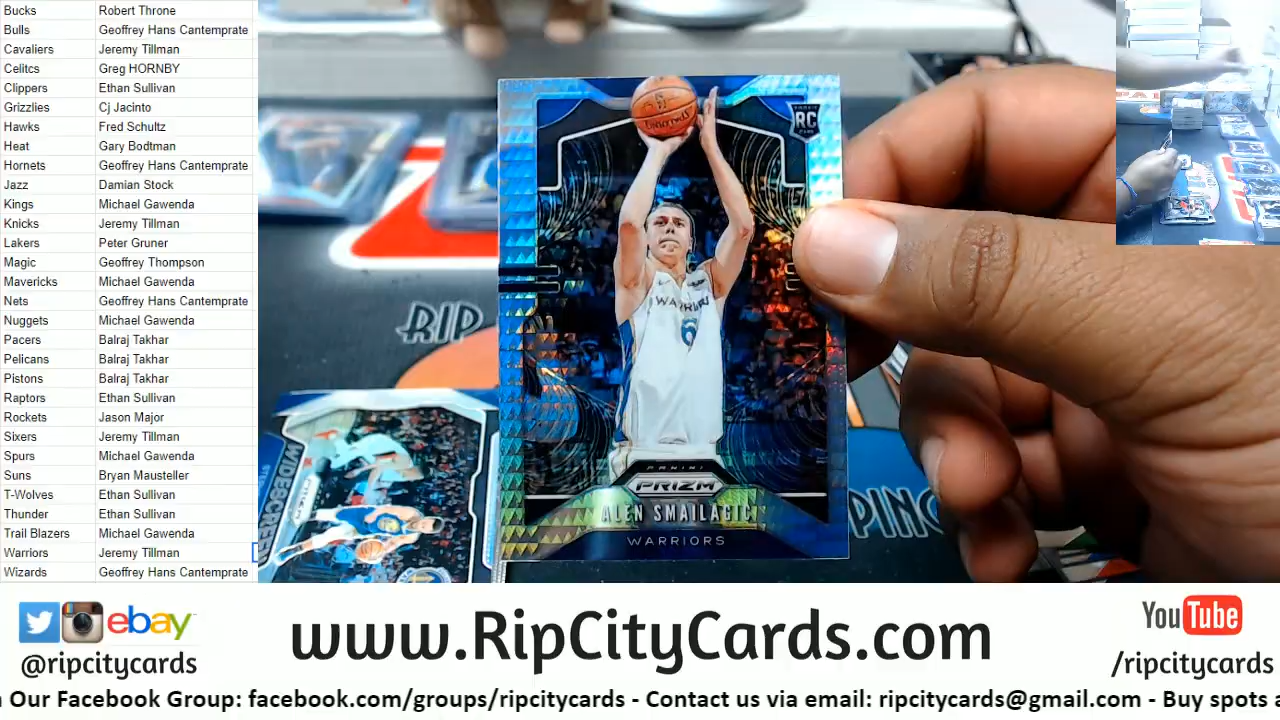 Bucks Robert Throne
Bulls Geoffrey Hans Cantemprate
Cavaliers Jeremy Tillman
Celitcs Greg HORNBY
Clippers Ethan Sullivan
Grizzlies Cj Jacinto
Hawks Fred Schultz
Heat Gary Bodtman
Hornets Geoffrey Hans Cantemprate
Jazz Damian Stock
Kings Michael Gawenda
Knicks Jeremy Tillman
Lakers Peter Gruner
Magic Geoffrey Thompson
Mavericks Michael Gawenda
Nets Geoffrey Hans Cantemprate
Nuggets Michael Gawenda
Pacers Balraj Takhar
Pelicans Balraj Takhar
Pistons Balraj Takhar
Raptors Ethan Sullivan
Rockets Jason Major
Sixers Jeremy Tillman
Spurs Michael Gawenda
Suns Bryan Mausteller
T-Wolves Ethan Sullivan
Thunder Ethan Sullivan
Trail Blazers Michael Gawenda
Warriors Jeremy Tillman
Wizards Geoffrey Hans Cantemprate
RC
WARRIORS
6
PANINI
PRIZM
ALEN SMAILAGIC
WARRIORS
RIP
PING
WIDESCREEN
ebay
@ripcitycards
www.RipCityCards.com
YouTube
/ripcitycards
Our Facebook Group: facebook.com/groups/ripcitycards - Contact us via email: ripcitycards@gmail.com - Buy spots